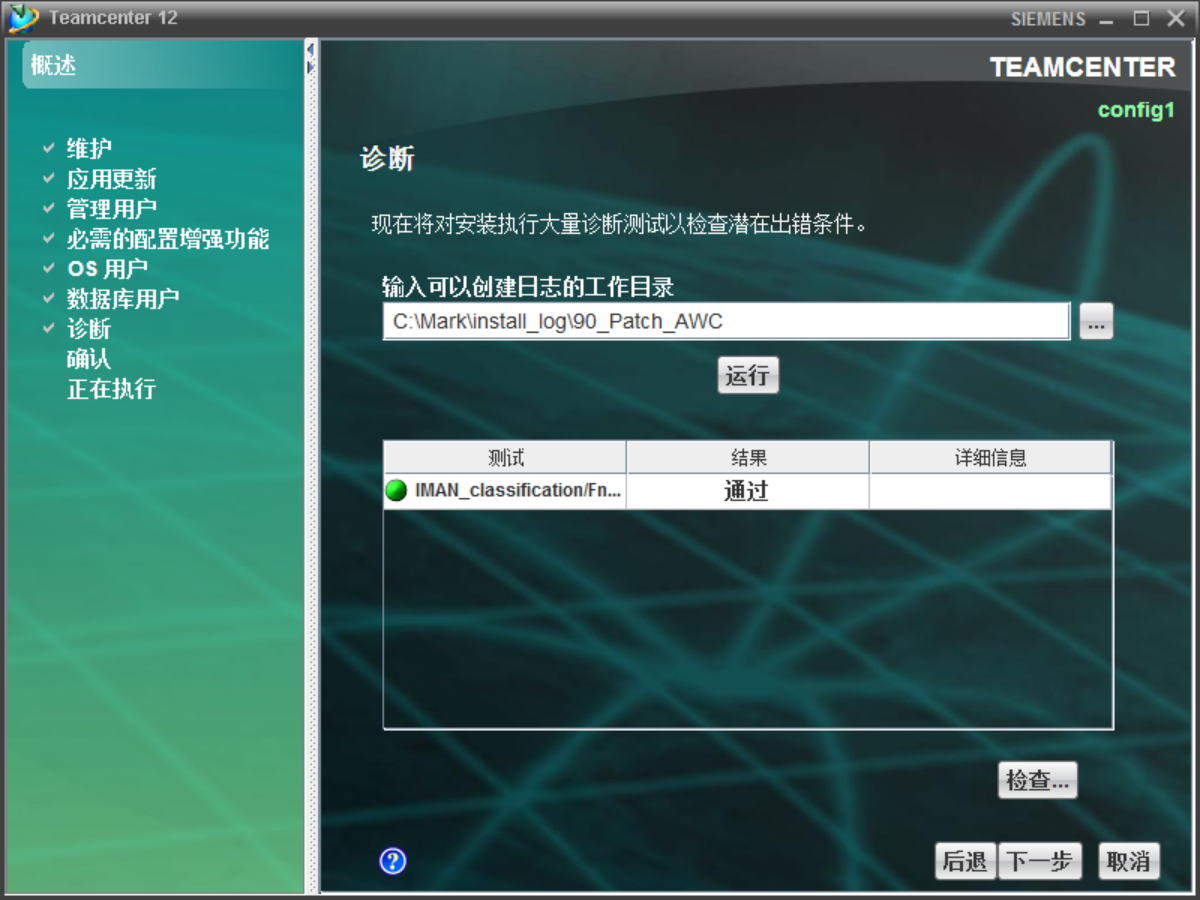 Teamcenter 12
SIEMENS
概述
维护
应用更新
管理用户
必需的配置增强功能
OS 用户
数据库用户
诊断
确认
正在执行
TEAMCENTER
config1
诊断
现在将对安装执行大量诊断测试以检查潜在出错条件。
输入可以创建日志的工作目录
C:\Mark\install_log\90_Patch_AWC
...
运行
测试 结果 详细信息
IMAN_classification/Fn... 通过
检查...
?
后退 下一步 取消